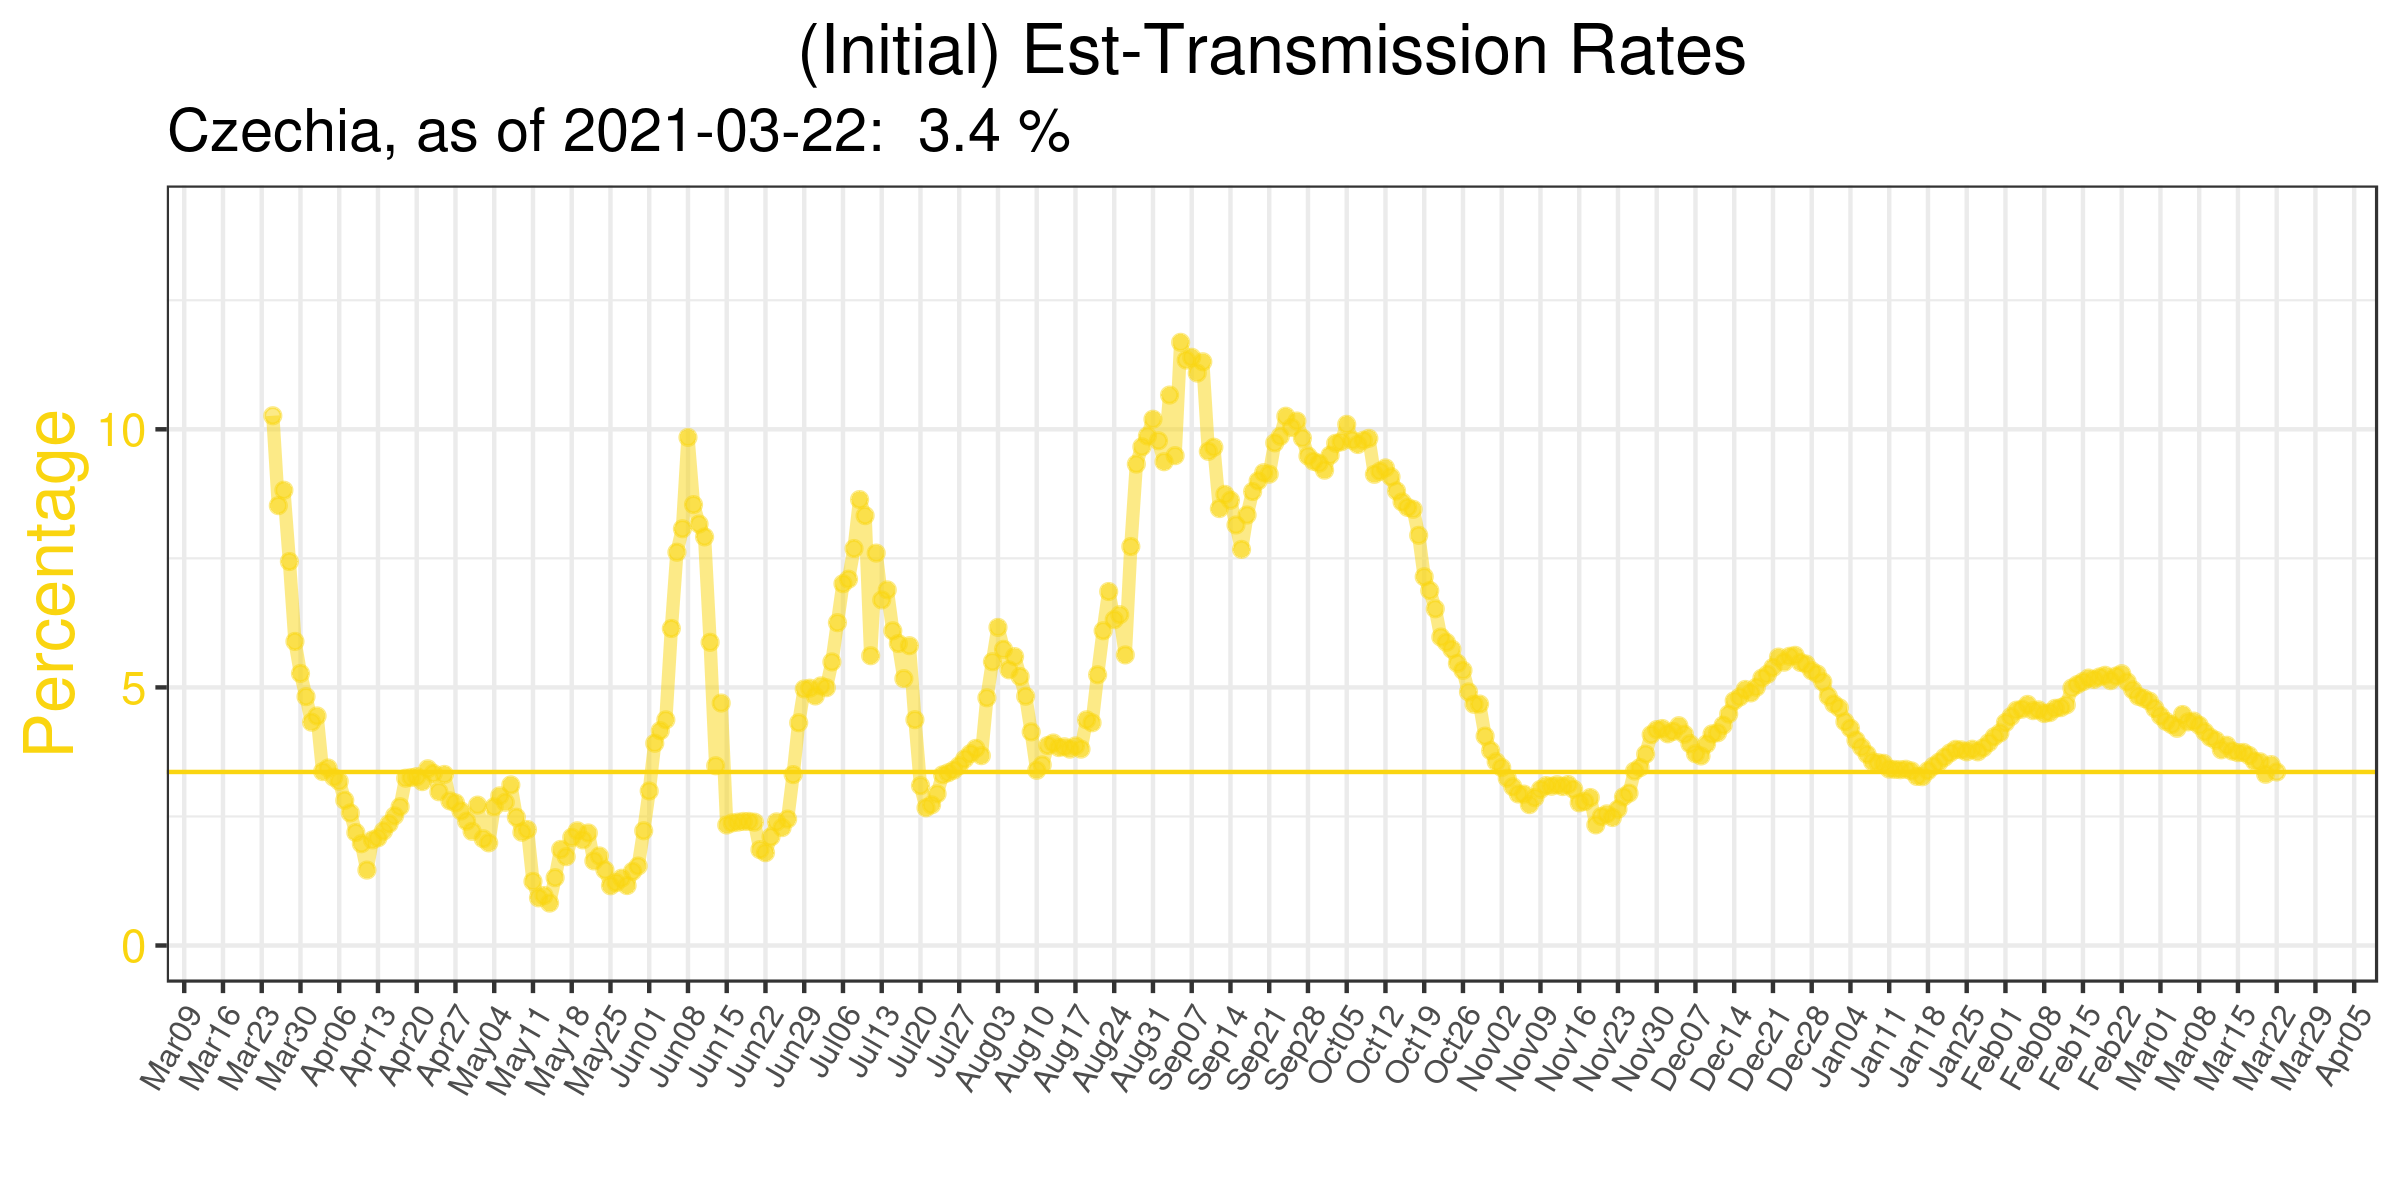 (Initial) Est-Transmission Rates
Czechia, as of 2021-03-22:  3.4 %
Percentage
10
5
0
Mar09 Mar16 Mar23 Mar30 Apr06 Apr13 Apr20 Apr27 May04 May11 May18 May25 Jun01 Jun08 Jun15 Jun22 Jun29 Jul06 Jul13 Jul20 Jul27 Aug03 Aug10 Aug17 Aug24 Aug31 Sep07 Sep14 Sep21 Sep28 Oct05 Oct12 Oct19 Oct26 Nov02 Nov09 Nov16 Nov23 Nov30 Dec07 Dec14 Dec21 Dec28 Jan04 Jan11 Jan18 Jan25 Feb01 Feb08 Feb15 Feb22 Mar01 Mar08 Mar15 Mar22 Mar29 Apr05